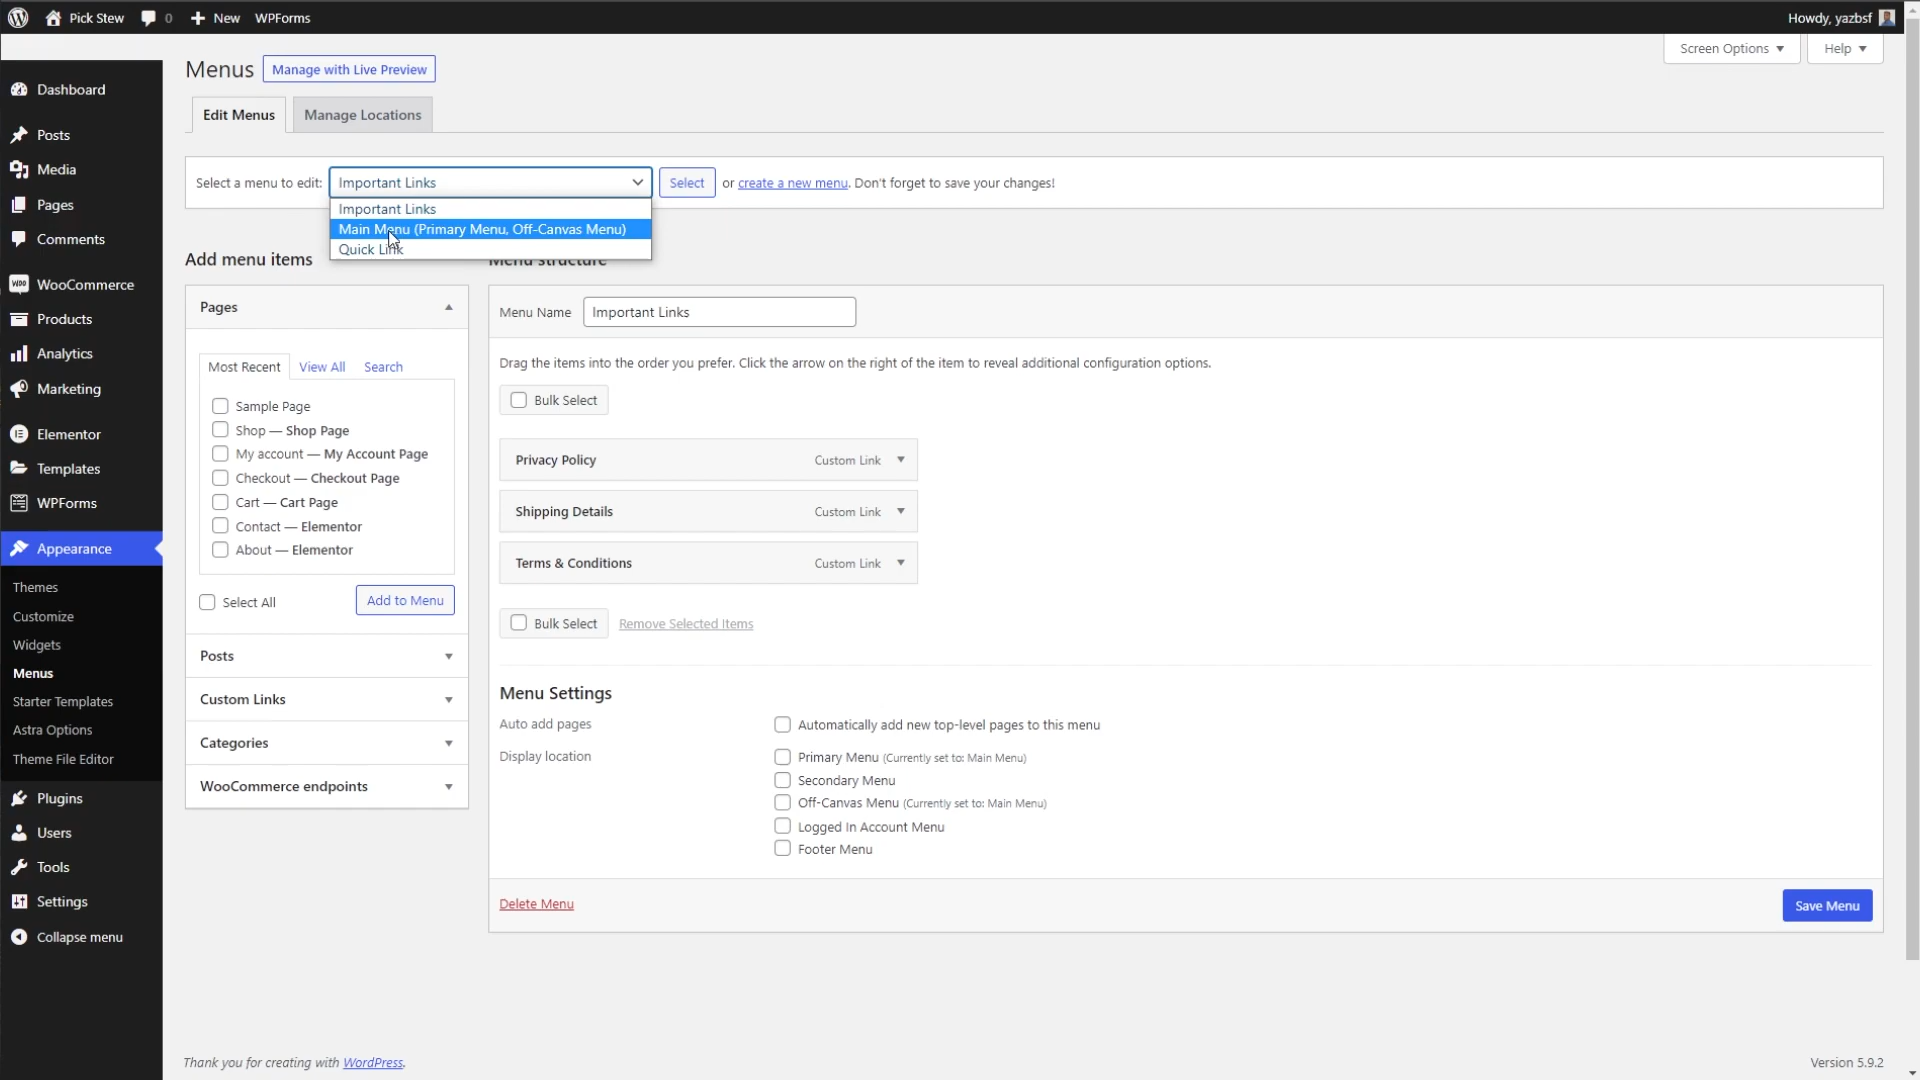 Pick Stew 0 New WPForms Howdy, yazbsf
Screen Options Help
Menus Manage with Live Preview
Edit Menus Manage Locations
Select a menu to edit: Important Links Select or create a new menu. Don't forget to save your changes!
Important Links
Main Menu (Primary Menu, Off-Canvas Menu)
Quick Link
Dashboard
Posts
Media
Pages
Comments
WooCommerce
Products
Analytics
Marketing
Elementor
Templates
WPForms
Appearance
Themes
Customize
Widgets
Menus
Starter Templates
Astra Options
Theme File Editor
Plugins
Users
Tools
Settings
Collapse menu
Add menu items
Pages
Most Recent View All Search
Sample Page
Shop — Shop Page
My account — My Account Page
Checkout — Checkout Page
Cart — Cart Page
Contact — Elementor
About — Elementor
Select All Add to Menu
Posts
Custom Links
Categories
WooCommerce endpoints
Menu structure
Menu Name Important Links
Drag the items into the order you prefer. Click the arrow on the right of the item to reveal additional configuration options.
Bulk Select
Privacy Policy Custom Link
Shipping Details Custom Link
Terms & Conditions Custom Link
Bulk Select Remove Selected Items
Menu Settings
Auto add pages Automatically add new top-level pages to this menu
Display location Primary Menu (Currently set to: Main Menu)
Secondary Menu
Off-Canvas Menu (Currently set to: Main Menu)
Logged In Account Menu
Footer Menu
Delete Menu Save Menu
Thank you for creating with WordPress. Version 5.9.2